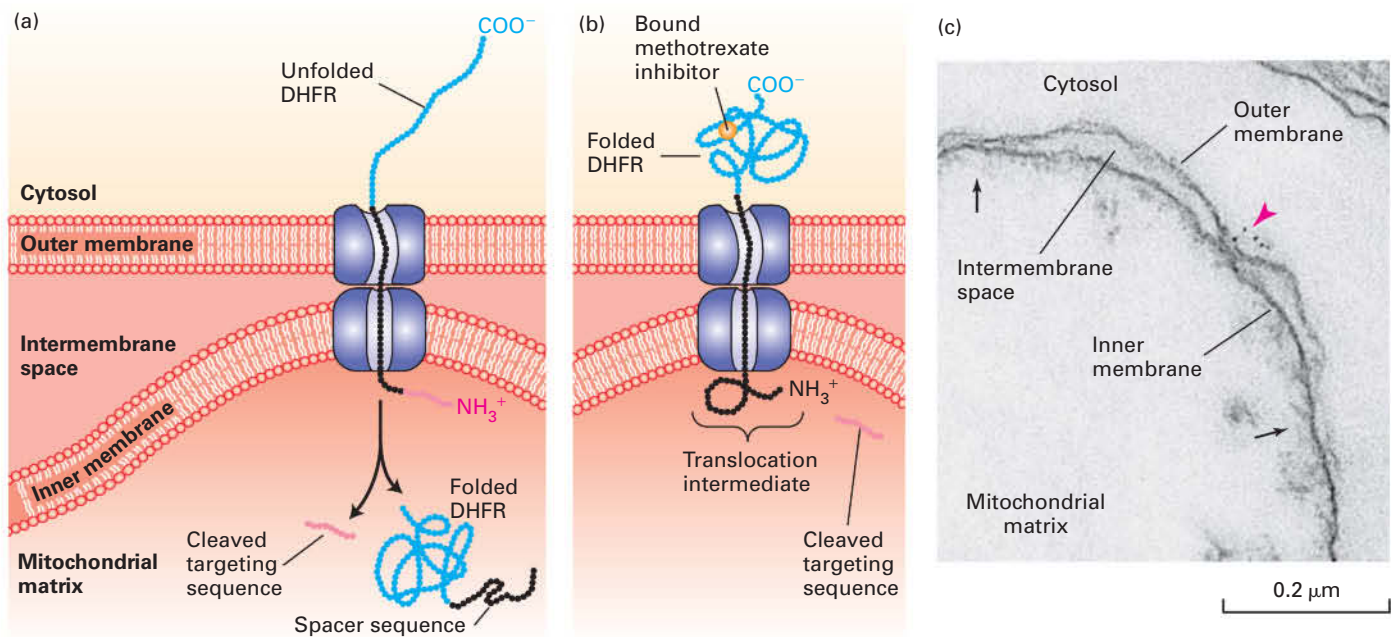 (a)
COO⁻
Unfolded
DHFR
Cytosol
Outer membrane
Intermembrane
space
Inner membrane
NH₃⁺
Folded
DHFR
Cleaved
targeting
sequence
Mitochondrial
matrix
Spacer sequence
(b)
Bound
methotrexate
inhibitor
COO⁻
Folded
DHFR
NH₃⁺
Translocation
intermediate
Cleaved
targeting
sequence
(c)
Cytosol
Outer
membrane
Intermembrane
space
Inner
membrane
Mitochondrial
matrix
0.2 μm